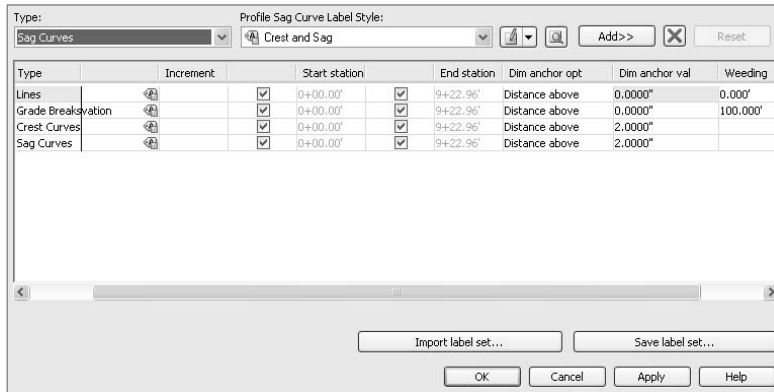 Type: Profile Sag Curve Label Style:
Sag Curves Crest and Sag Add>> Reset
Type Increment Start station End station Dim anchor opt Dim anchor val Weeding
Lines 0+00.00' 9+22.96' Distance above 0.0000" 0.000'
Grade Breaksvation 0+00.00' 9+22.96' Distance above 0.0000" 100.000'
Crest Curves 0+00.00' 9+22.96' Distance above 2.0000"
Sag Curves 0+00.00' 9+22.96' Distance above 2.0000"
Import label set... Save label set...
OK Cancel Apply Help